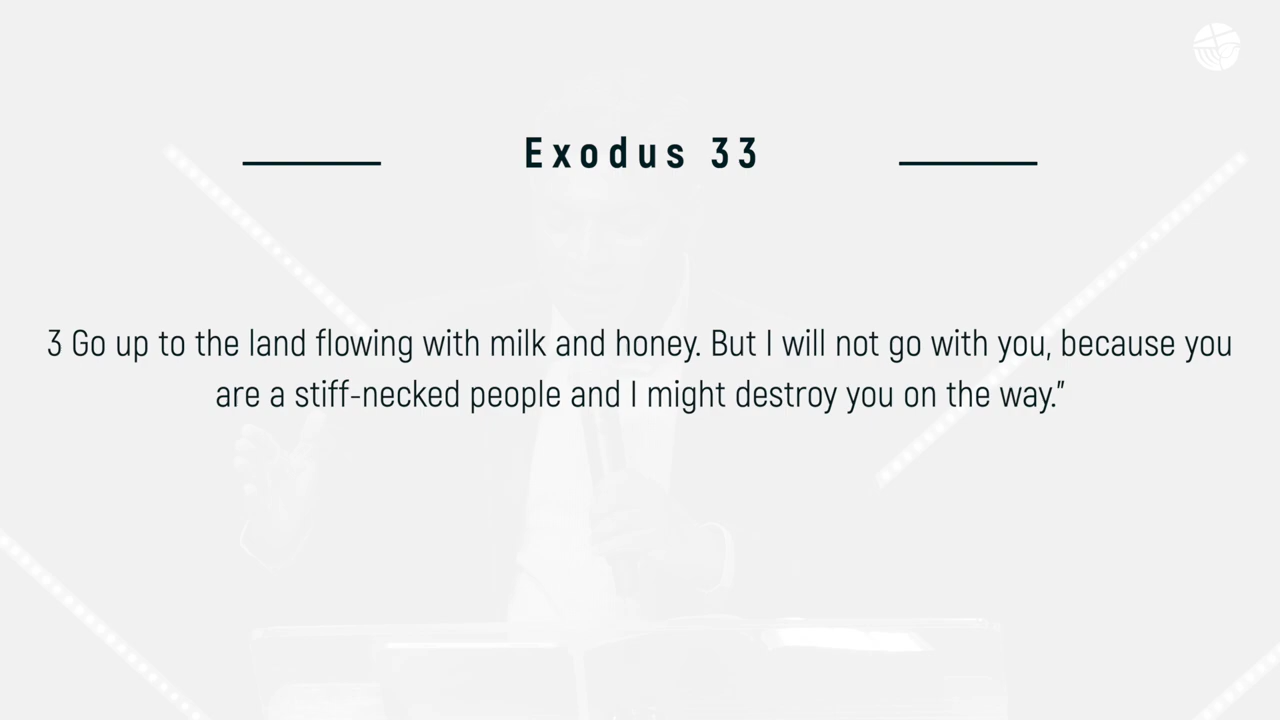 Exodus 33
3 Go up to the land flowing with milk and honey. But I will not go with you, because you
are a stiff-necked people and I might destroy you on the way.”